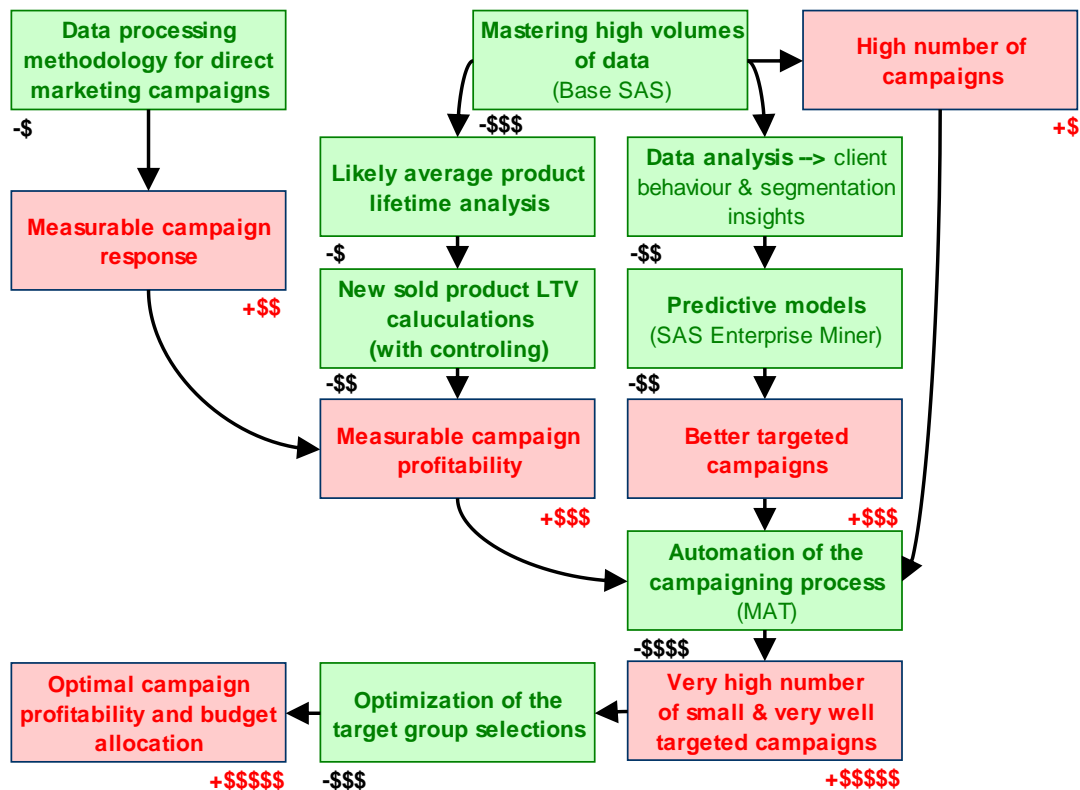 Data processing
methodology for direct
marketing campaigns
-$
Mastering high volumes
of data
(Base SAS)
-$$$
High number of
campaigns
+$
Likely average product
lifetime analysis
-$
Data analysis --> client
behaviour & segmentation
insights
-$$
Measurable campaign
response
+$$
New sold product LTV
caluculations
(with controling)
-$$
Predictive models
(SAS Enterprise Miner)
-$$
Measurable campaign
profitability
+$$$
Better targeted
campaigns
+$$$
Automation of the
campaigning process
(MAT)
-$$$$
Optimal campaign
profitability and budget
allocation
+$$$$$
Optimization of the
target group selections
-$$$
Very high number
of small & very well
targeted campaigns
+$$$$$